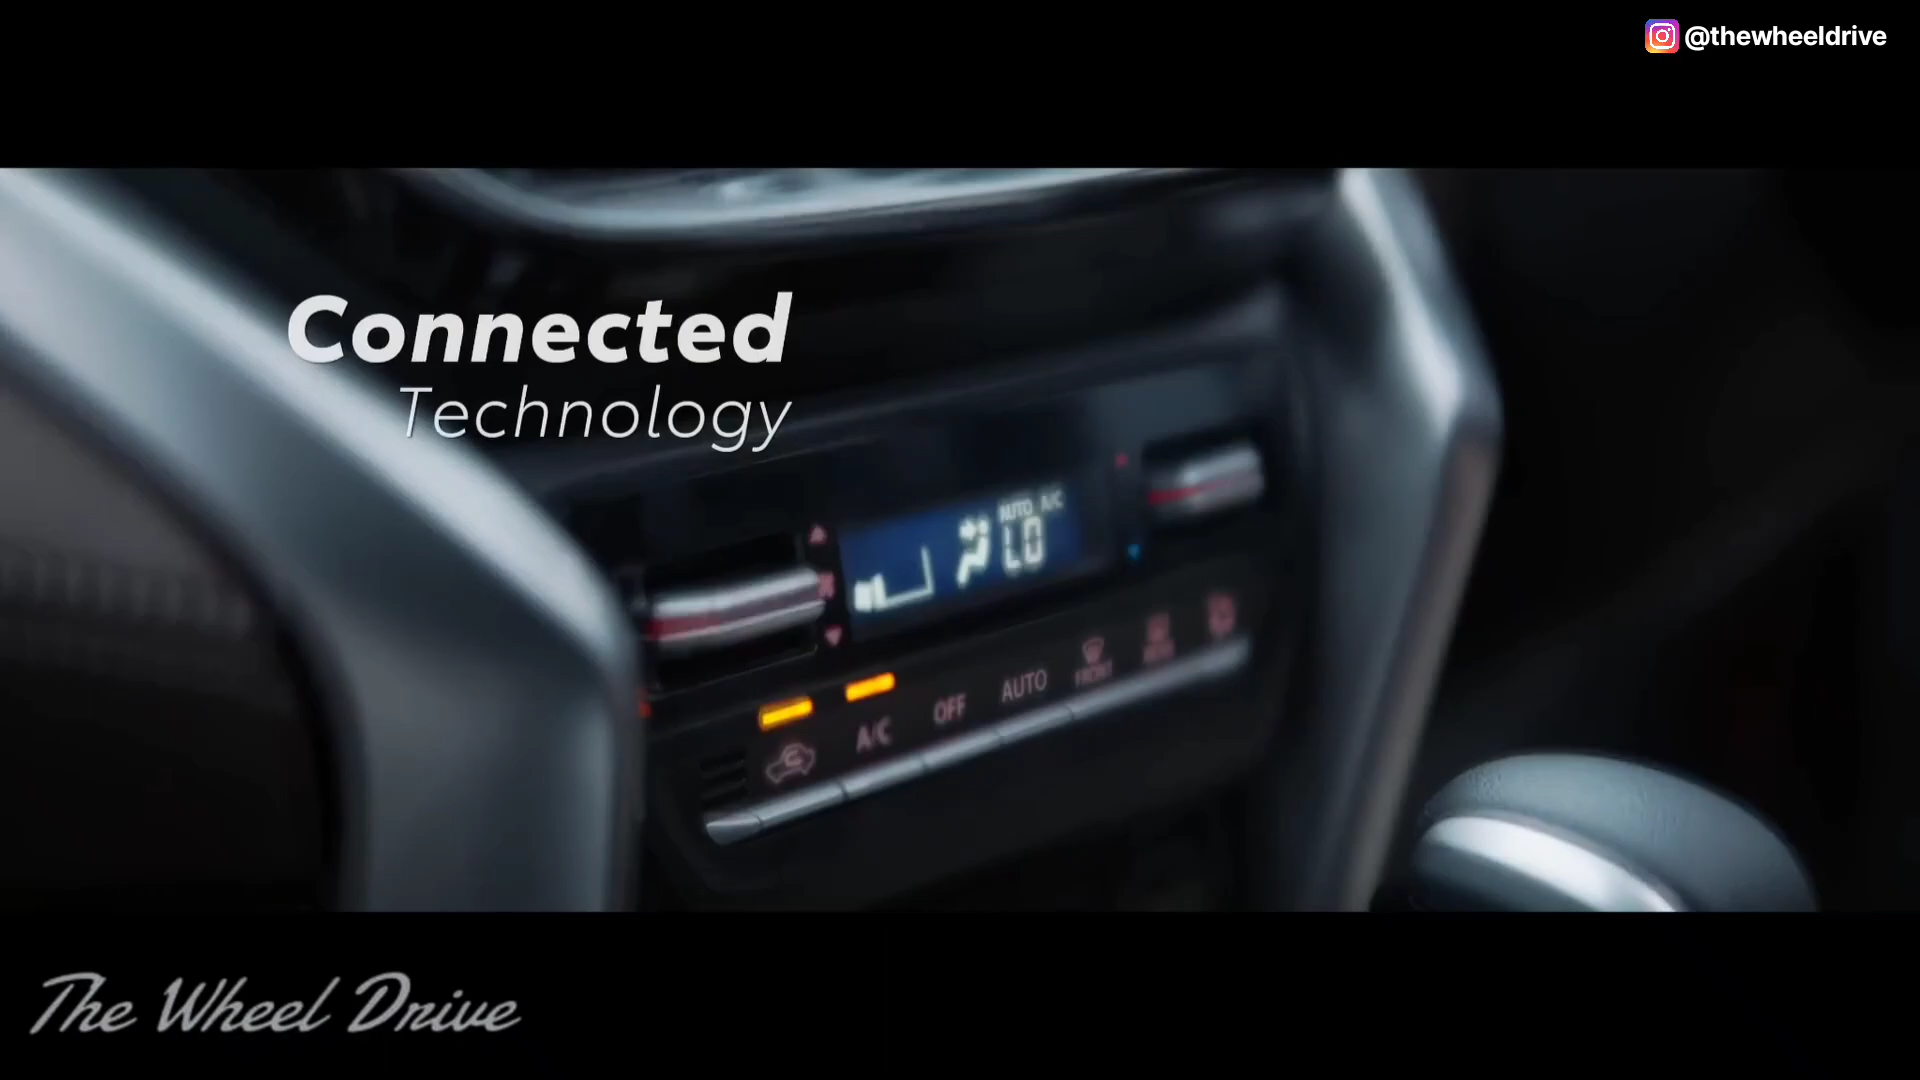 @thewheeldrive
Connected
Technology
AUTO A/C
LO
A/C OFF AUTO FRONT
The Wheel Drive